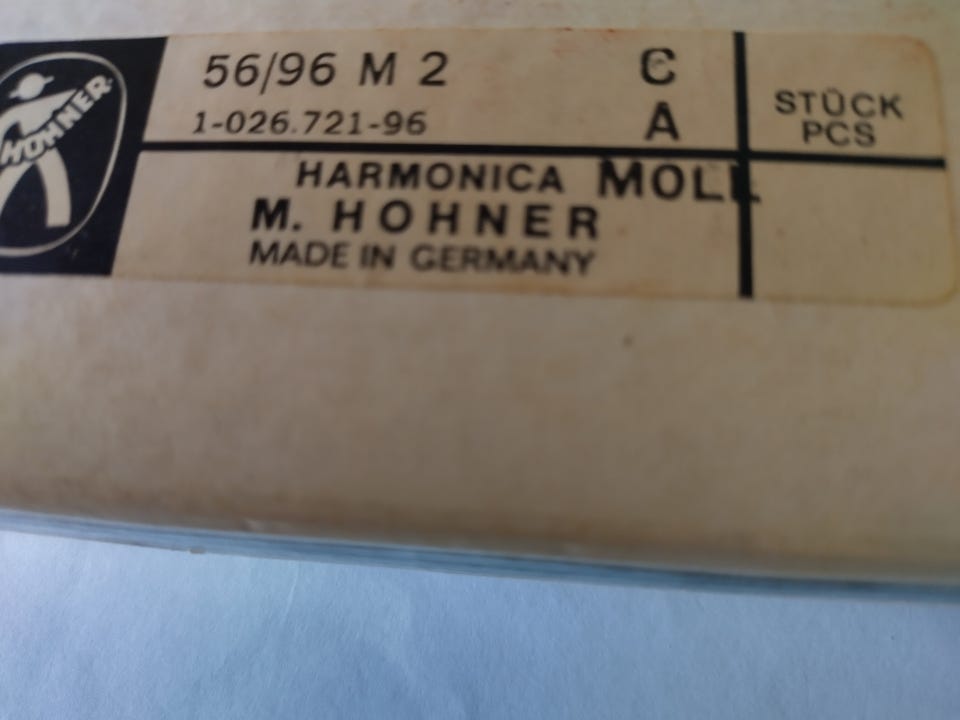 HOHNER
56/96 M 2 C
1-026.721-96 A
STÜCK
PCS
HARMONICA MOLL
M. HOHNER
MADE IN GERMANY